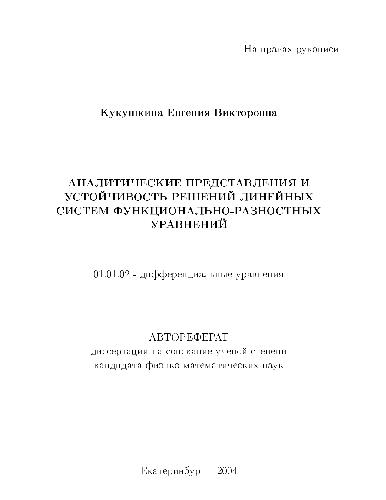 На правах рукописи
Кукушкина Евгения Викторовна
АНАЛИТИЧЕСКИЕ ПРЕДСТАВЛЕНИЯ И
УСТОЙЧИВОСТЬ РЕШЕНИЙ ЛИНЕЙНЫХ
СИСТЕМ ФУНКЦИОНАЛЬНО-РАЗНОСТНЫХ
УРАВНЕНИЙ
01.01.02 - дифференциальные уравнения
АВТОРЕФЕРАТ
диссертации на соискание ученой степени
кандидата физико-математических наук
Екатеринбург — 2004